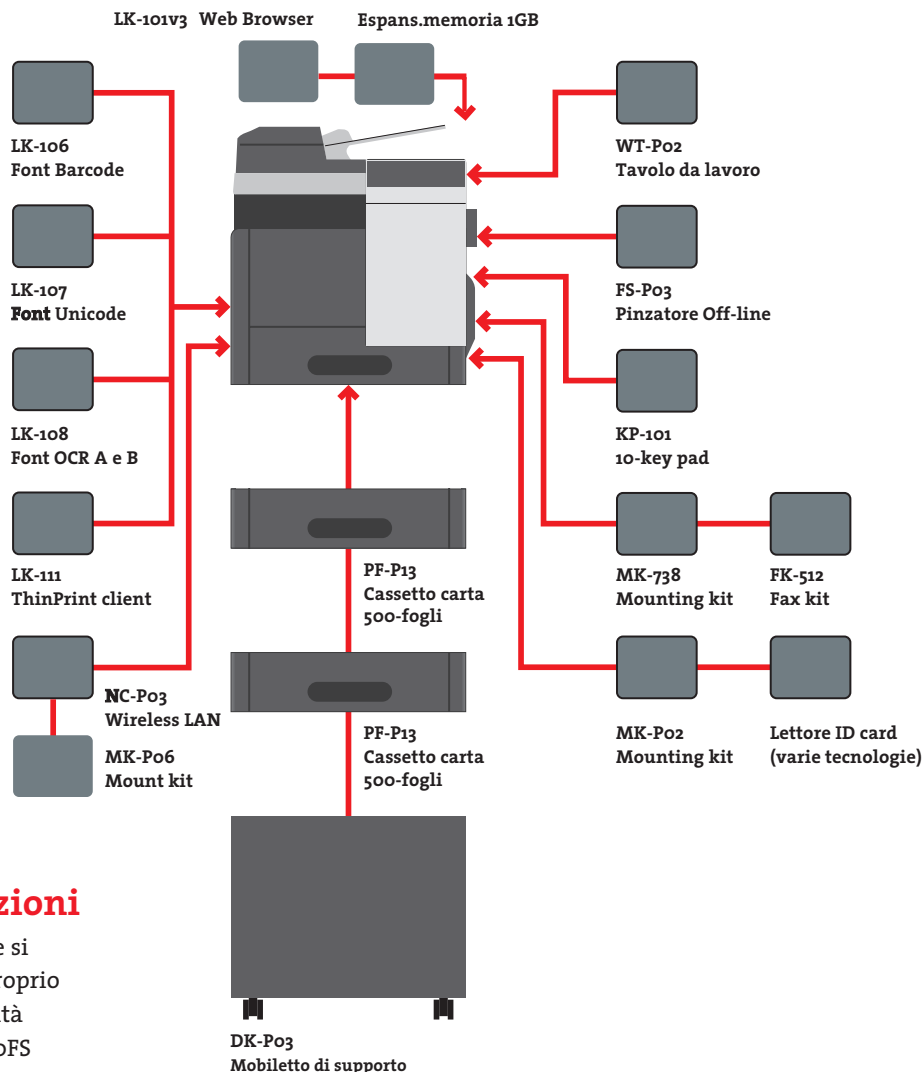 LK-101v3 Web Browser
Espans.memoria 1GB
LK-106
Font Barcode
WT-P02
Tavolo da lavoro
LK-107
Font Unicode
FS-P03
Pinzatore Off-line
LK-108
Font OCR A e B
KP-101
10-key pad
LK-111
ThinPrint client
PF-P13
Cassetto carta
500-fogli
MK-738
Mounting kit
FK-512
Fax kit
NC-P03
Wireless LAN
MK-P06
Mount kit
PF-P13
Cassetto carta
500-fogli
MK-P02
Mounting kit
Lettore ID card
(varie tecnologie)
zioni
e si
roprio
tà
DK-P03
Mobiletto di supporto